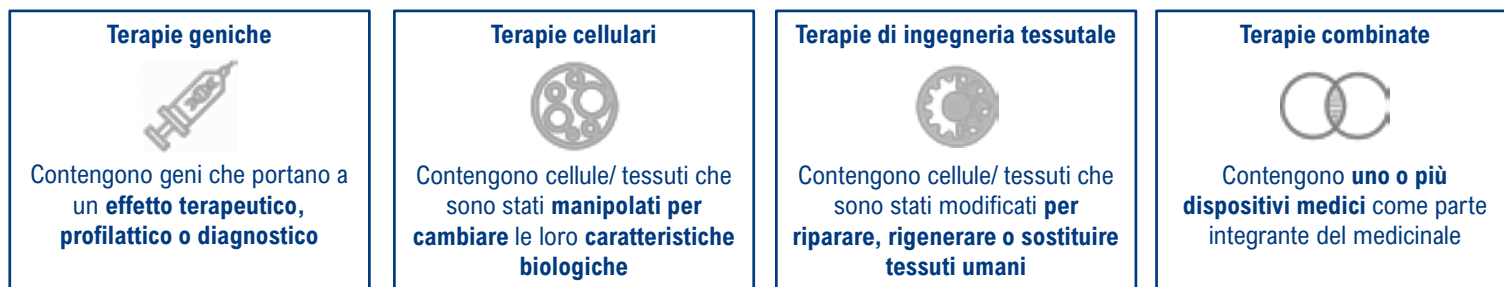 Terapie geniche
Contengono geni che portano a
un effetto terapeutico,
profilattico o diagnostico
Terapie cellulari
Contengono cellule/ tessuti che
sono stati manipolati per
cambiare le loro caratteristiche
biologiche
Terapie di ingegneria tessutale
Contengono cellule/ tessuti che
sono stati modificati per
riparare, rigenerare o sostituire
tessuti umani
Terapie combinate
Contengono uno o più
dispositivi medici come parte
integrante del medicinale